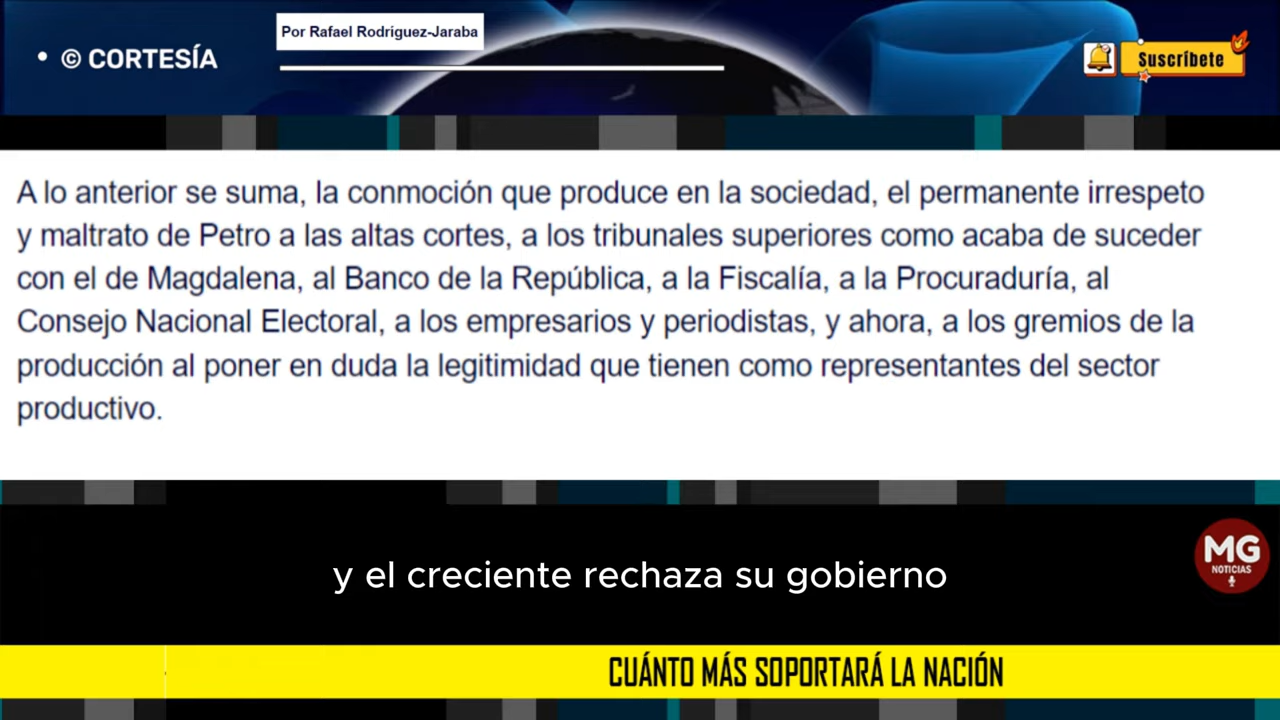 Por Rafael Rodríguez-Jaraba
• © CORTESÍA
Suscríbete
A lo anterior se suma, la conmoción que produce en la sociedad, el permanente irrespeto
y maltrato de Petro a las altas cortes, a los tribunales superiores como acaba de suceder
con el de Magdalena, al Banco de la República, a la Fiscalía, a la Procuraduría, al
Consejo Nacional Electoral, a los empresarios y periodistas, y ahora, a los gremios de la
producción al poner en duda la legitimidad que tienen como representantes del sector
productivo.
MG
NOTICIAS
y el creciente rechaza su gobierno
CUÁNTO MÁS SOPORTARÁ LA NACIÓN